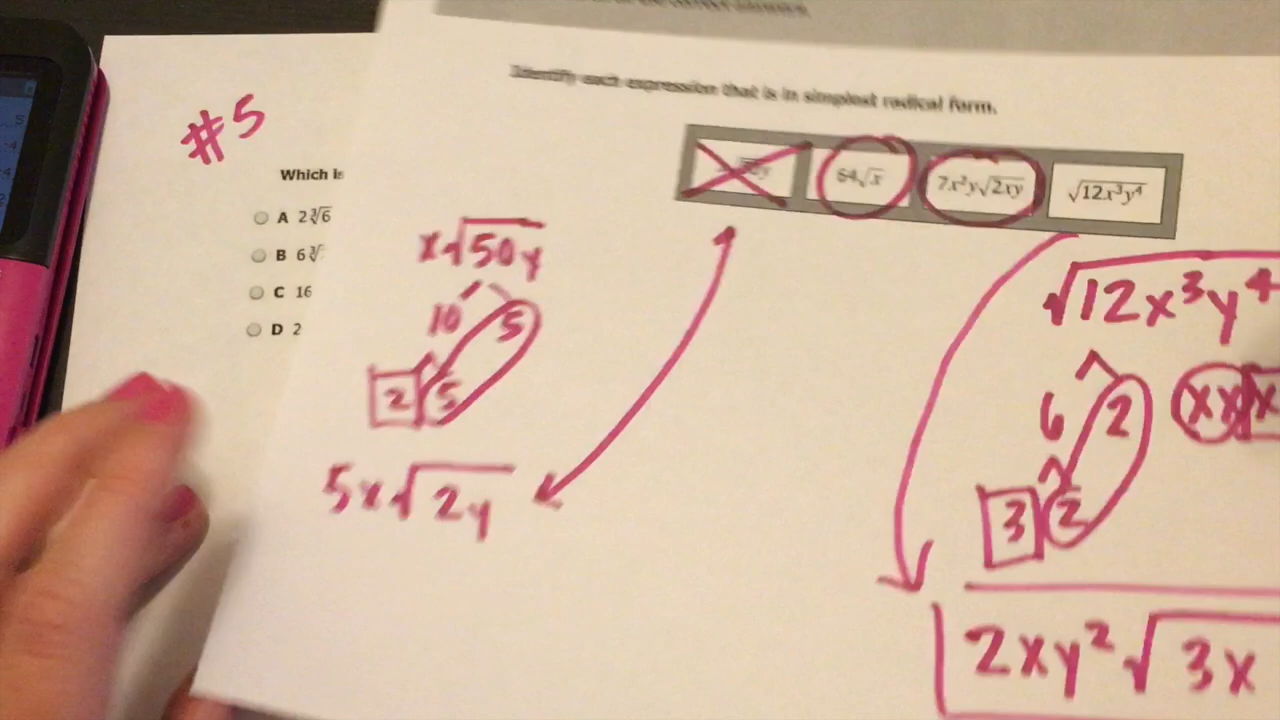 Identify each expression that is in simplest radical form.
#5
64√x 7x²y√2xy √12x³y⁴
Which is
A 2∛6
B 6∛
C 16
D 2
x√50y
10 5
2 5
5x√2y
√12x³y⁴
6 2 xx x
3 2
2xy²√3x